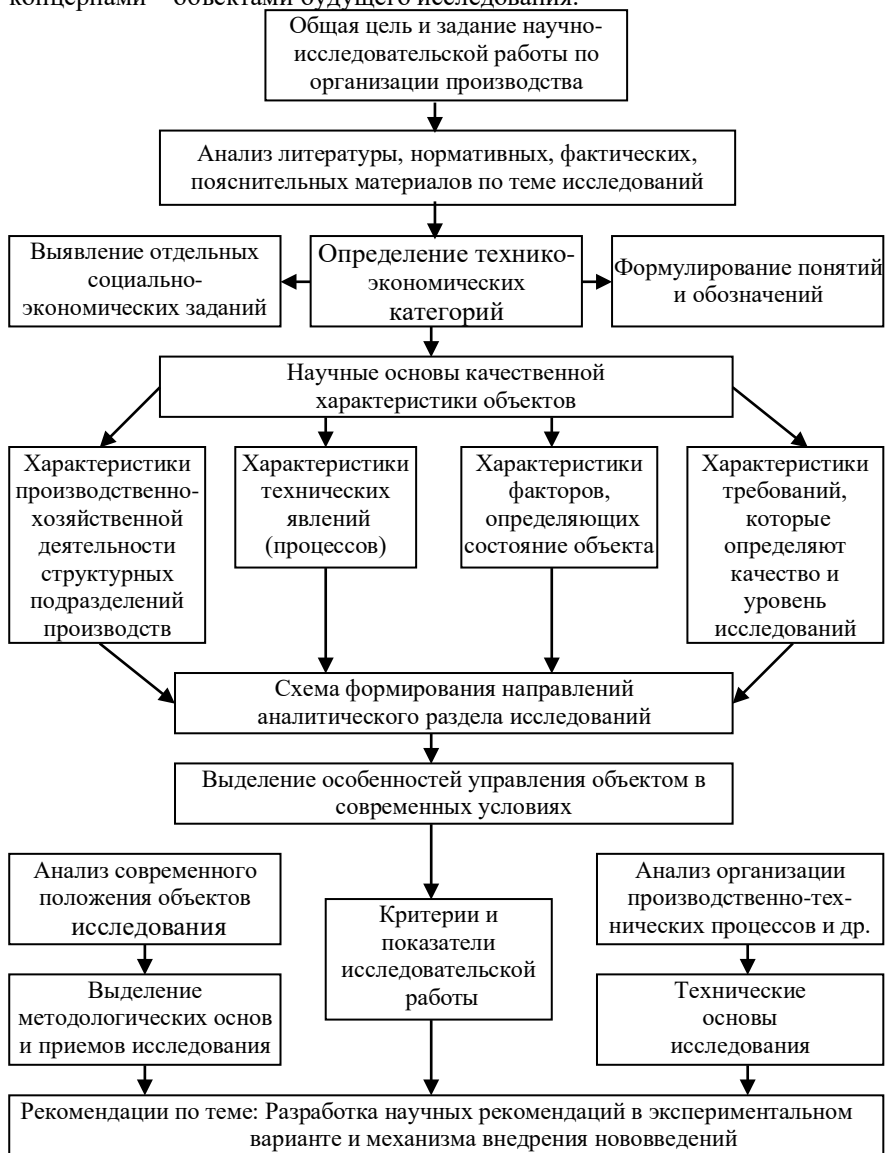 концернами – объектами будущего исследования.
Общая цель и задание научно-
исследовательской работы по
организации производства
Анализ литературы, нормативных, фактических,
пояснительных материалов по теме исследований
Выявление отдельных
социально-
экономических заданий
Определение технико-
экономических
категорий
Формулирование понятий
и обозначений
Научные основы качественной
характеристики объектов
Характеристики
производственно-
хозяйственной
деятельности
структурных
подразделений
производств
Характеристики
технических
явлений
(процессов)
Характеристики
факторов,
определяющих
состояние объекта
Характеристики
требований,
которые
определяют
качество и
уровень
исследований
Схема формирования направлений
аналитического раздела исследований
Выделение особенностей управления объектом в
современных условиях
Анализ современного
положения объектов
исследования
Критерии и
показатели
исследовательской
работы
Анализ организации
производственно-тех-
нических процессов и др.
Выделение
методологических основ
и приемов исследования
Технические
основы
исследования
Рекомендации по теме: Разработка научных рекомендаций в экспериментальном
варианте и механизма внедрения нововведений